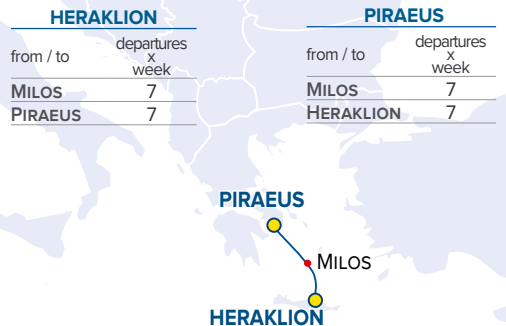 HERAKLION
from / to departures x week
MILOS 7
PIRAEUS 7
PIRAEUS
from / to departures x week
MILOS 7
HERAKLION 7
PIRAEUS
MILOS
HERAKLION